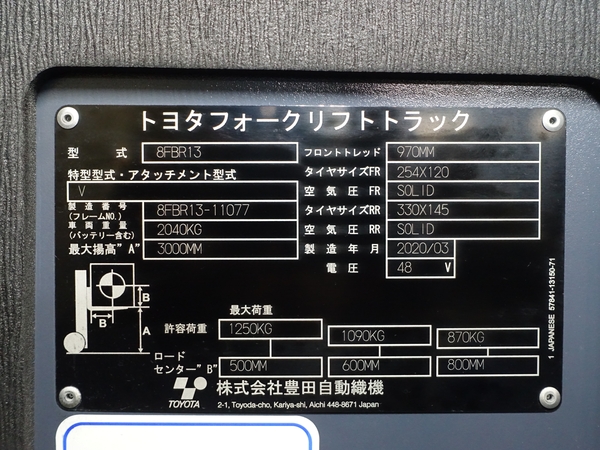 トヨタフォークリフトトラック
型 式 8FBR13
特型型式・アタッチメント型式
V
製造番号 (フレームNO.) 8FBR13-11077
車両重量 (バッテリー含む) 2040KG
最大揚高"A" 3000MM
フロントトレッド 970MM
タイヤサイズFR 254X120
空気圧 FR SOLID
タイヤサイズRR 330X145
空気圧 RR SOLID
製造年月 2020/03
電圧 48 V
B
B
A
最大荷重
許容荷重 1250KG 1090KG 870KG
ロードセンター"B" 500MM 600MM 800MM
TOYOTA
株式会社豊田自動織機
2-1, Toyoda-cho, Kariya-shi, Aichi 448-8671 Japan
1 JAPANESE 57841-13150-71